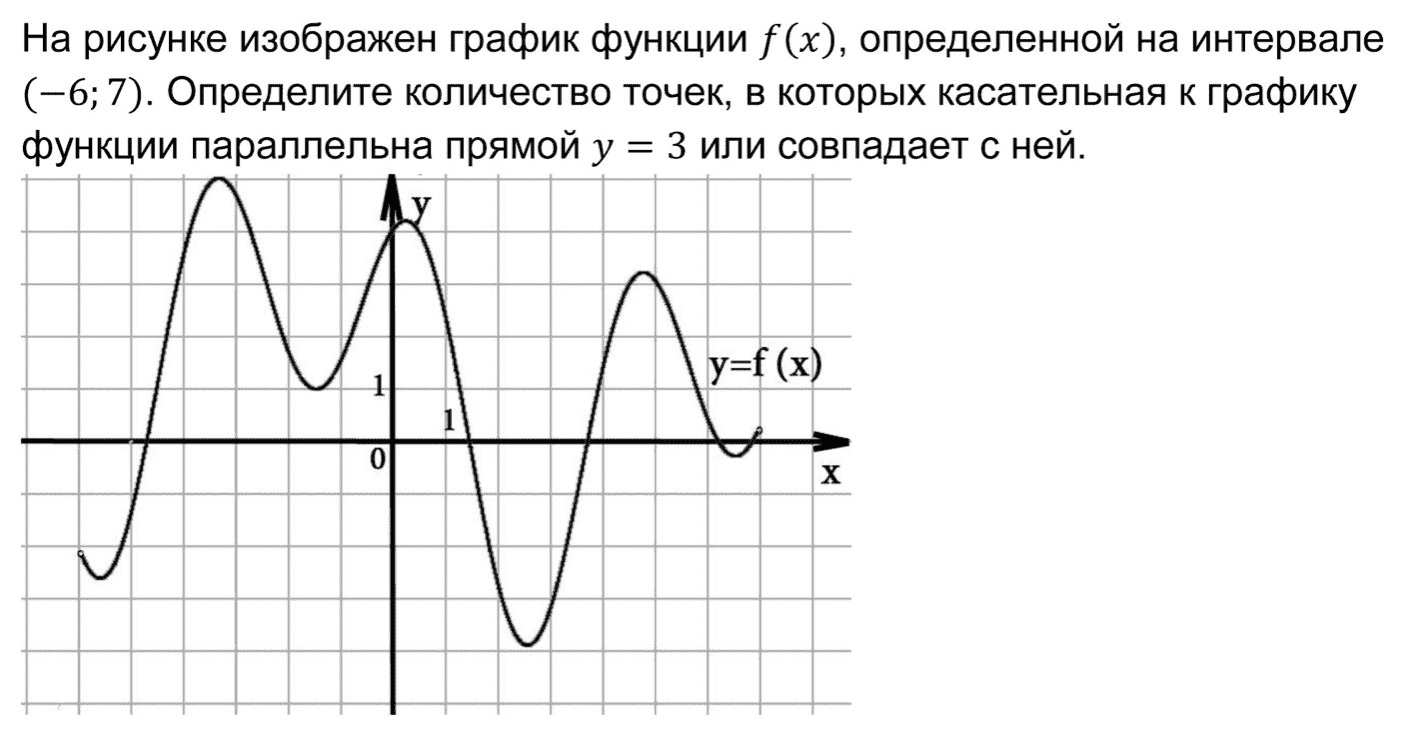 На рисунке изображен график функции f(x), определенной на интервале
(−6; 7). Определите количество точек, в которых касательная к графику
функции параллельна прямой y = 3 или совпадает с ней.
y
y=f (x)
1
1
0
x